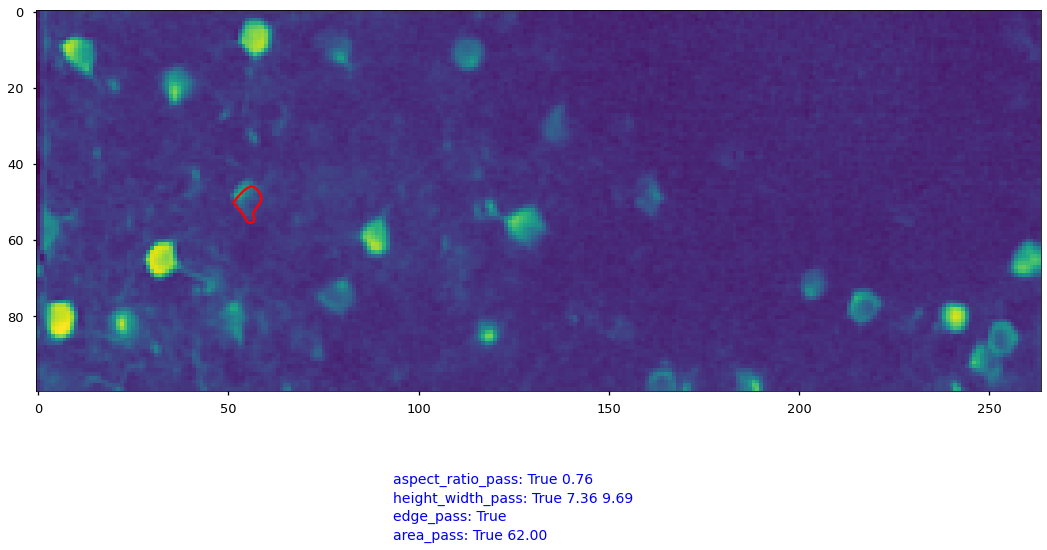 0
20
40
60
80
0
50
100
150
200
250
aspect_ratio_pass: True 0.76
height_width_pass: True 7.36 9.69
edge_pass: True
area_pass: True 62.00